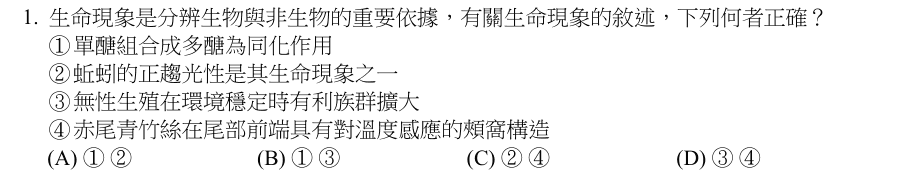 1. 生命現象是分辨生物與非生物的重要依據，有關生命現象的敘述，下列何者正確？
①單醣組合成多醣為同化作用
②蚯蚓的正趨光性是其生命現象之一
③無性生殖在環境穩定時有利族群擴大
④赤尾青竹絲在尾部前端具有對溫度感應的頰窩構造
(A) ① ② (B) ① ③ (C) ② ④ (D) ③ ④